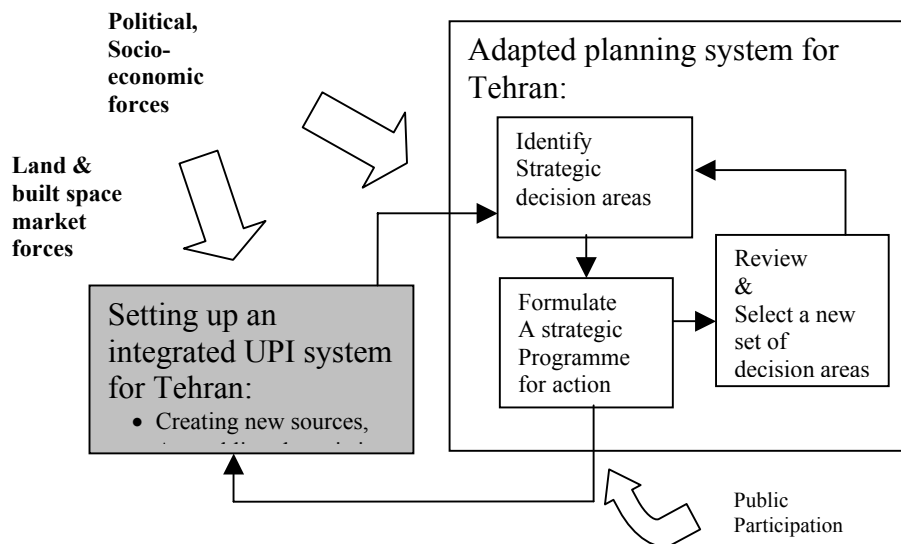 Political,
Socio-
economic
forces
Land &
built space
market
forces
Adapted planning system for
Tehran:
Identify
Strategic
decision areas
Formulate
A strategic
Programme
for action
Review
&
Select a new
set of
decision areas
Setting up an
integrated UPI system
for Tehran:
• Creating new sources,
Public
Participation